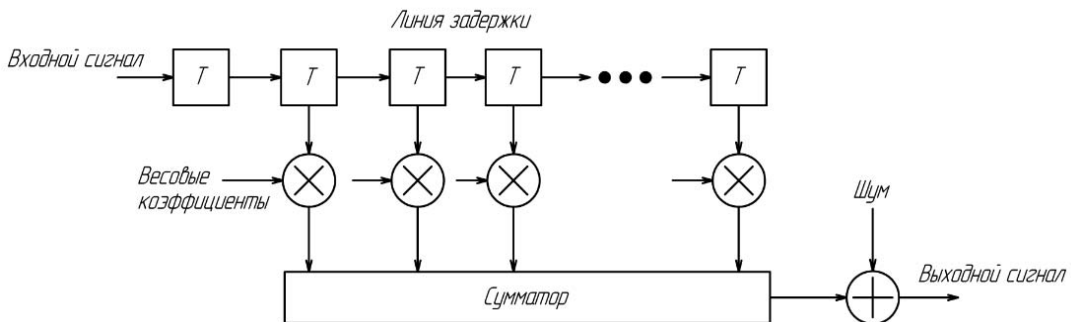 Линия задержки
Входной сигнал
Т Т Т Т Т
Весовые
коэффициенты
Шум
Выходной сигнал
Сумматор